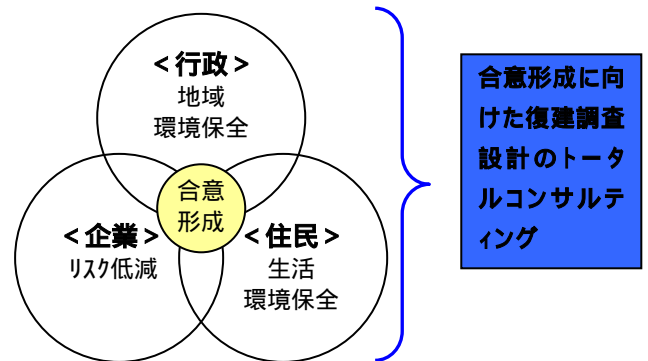 <行政>
地域
環境保全
合意
形成
<企業>
リスク低減
<住民>
生活
環境保全
合意形成に向
けた復建調査
設計のトータ
ルコンサルテ
ィング